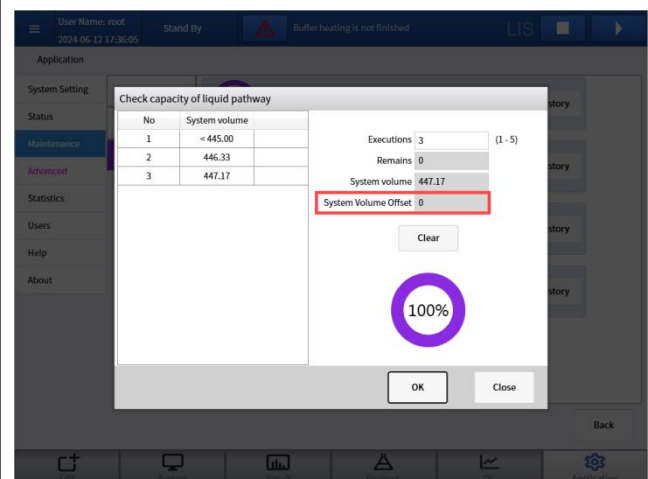 User Name: root
2024-06-12 17:36:05
Stand By
Buffer heating is not finished
LIS
Application
System Setting
Status
Maintenance
Advanced
Statistics
Users
Help
About
story
story
story
story
Check capacity of liquid pathway
No System volume
1 < 445.00
2 446.33
3 447.17
Executions 3 (1 - 5)
Remains 0
System volume 447.17
System Volume Offset 0
Clear
100%
OK
Close
Back